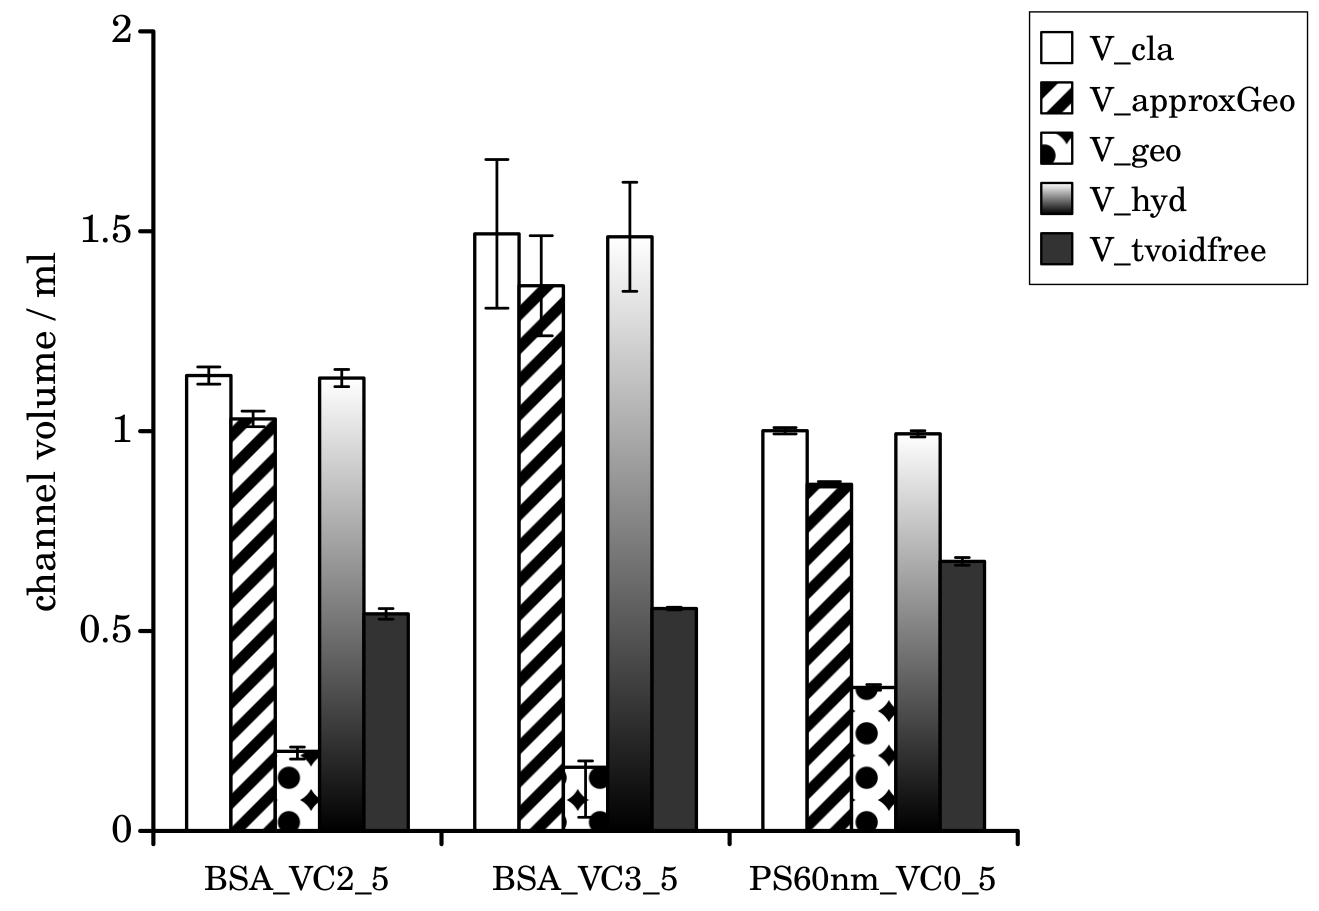 2
1.5
1
0.5
0
channel volume / ml
BSA_VC2_5
BSA_VC3_5
PS60nm_VC0_5
V_cla
V_approxGeo
V_geo
V_hyd
V_tvoidfree